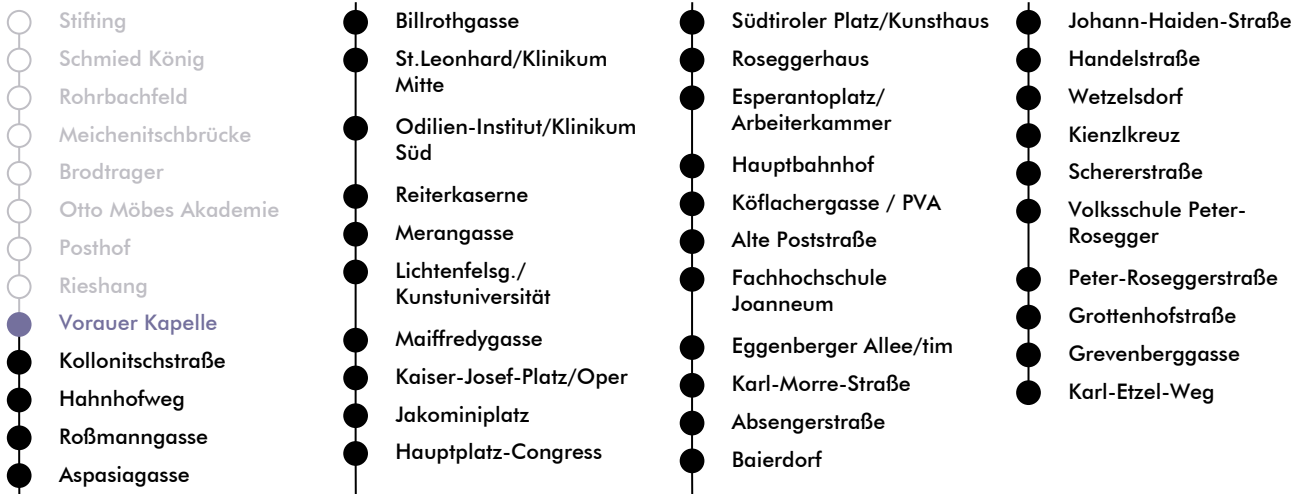 Stifting
Schmied König
Rohrbachfeld
Meichenitschbrücke
Brodtrager
Otto Möbes Akademie
Posthof
Rieshang
Vorauer Kapelle
Kollonitschstraße
Hahnhofweg
Roßmanngasse
Aspasiagasse
Billrothgasse
St.Leonhard/Klinikum
Mitte
Odilien-Institut/Klinikum
Süd
Reiterkaserne
Merangasse
Lichtenfelsg./
Kunstuniversität
Maiffredygasse
Kaiser-Josef-Platz/Oper
Jakominiplatz
Hauptplatz-Congress
Südtiroler Platz/Kunsthaus
Roseggerhaus
Esperantoplatz/
Arbeiterkammer
Hauptbahnhof
Köflachergasse / PVA
Alte Poststraße
Fachhochschule
Joanneum
Eggenberger Allee/tim
Karl-Morre-Straße
Absengerstraße
Baierdorf
Johann-Haiden-Straße
Handelstraße
Wetzelsdorf
Kienzlkreuz
Schererstraße
Volksschule Peter-
Rosegger
Peter-Roseggerstraße
Grottenhofstraße
Grevenberggasse
Karl-Etzel-Weg